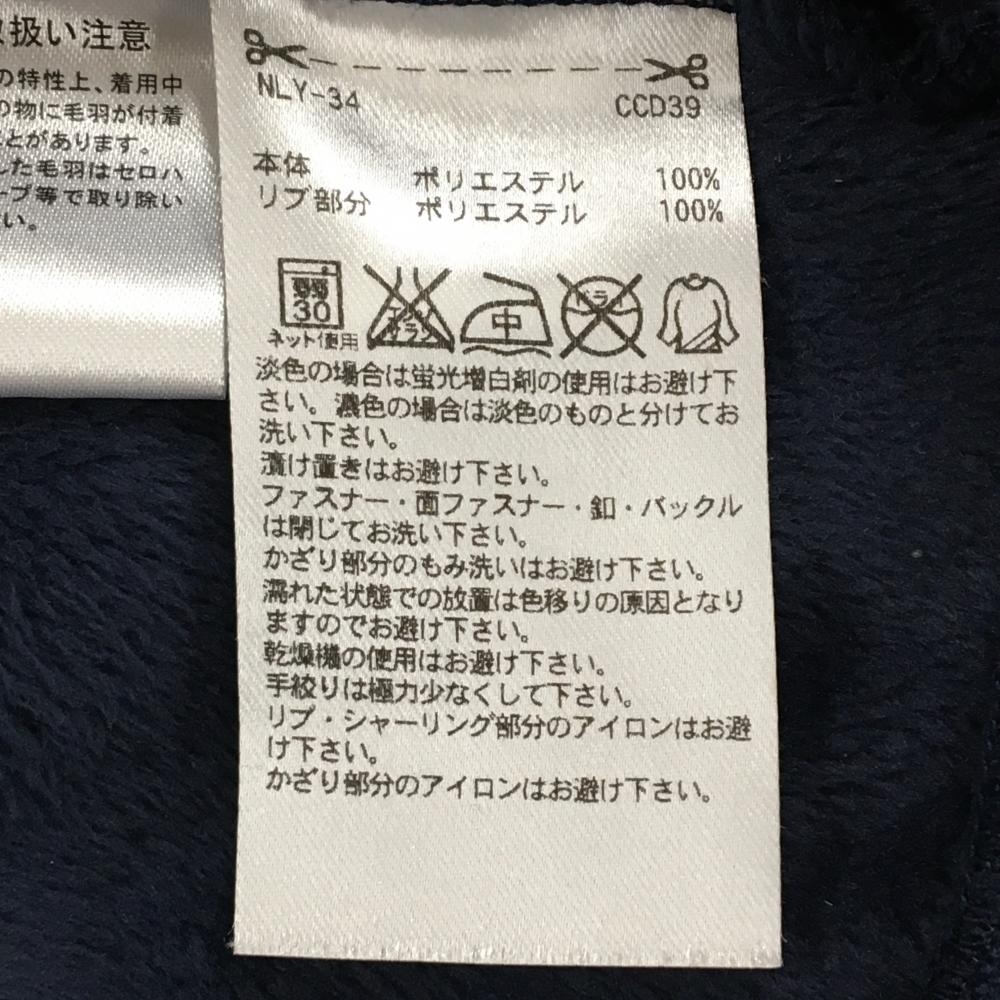 扱い注意
の特性上、着用中
の物に毛羽が付着
とがあります。
した毛羽はセロハ
ープ等で取り除い
い。
NLY-34
CCD39
本体 ポリエステル 100%
リブ部分 ポリエステル 100%
弱
30
ネット使用
エンソ
サラシ
中
ドライ
淡色の場合は蛍光増白剤の使用はお避け下
さい。濃色の場合は淡色のものと分けてお
洗い下さい。
漬け置きはお避け下さい。
ファスナー・面ファスナー・釦・バックル
は閉じてお洗い下さい。
かざり部分のもみ洗いはお避け下さい。
濡れた状態での放置は色移りの原因となり
ますのでお避け下さい。
乾燥機の使用はお避け下さい。
手絞りは極力少なくして下さい。
リブ・シャーリング部分のアイロンはお避
け下さい。
かざり部分のアイロンはお避け下さい。